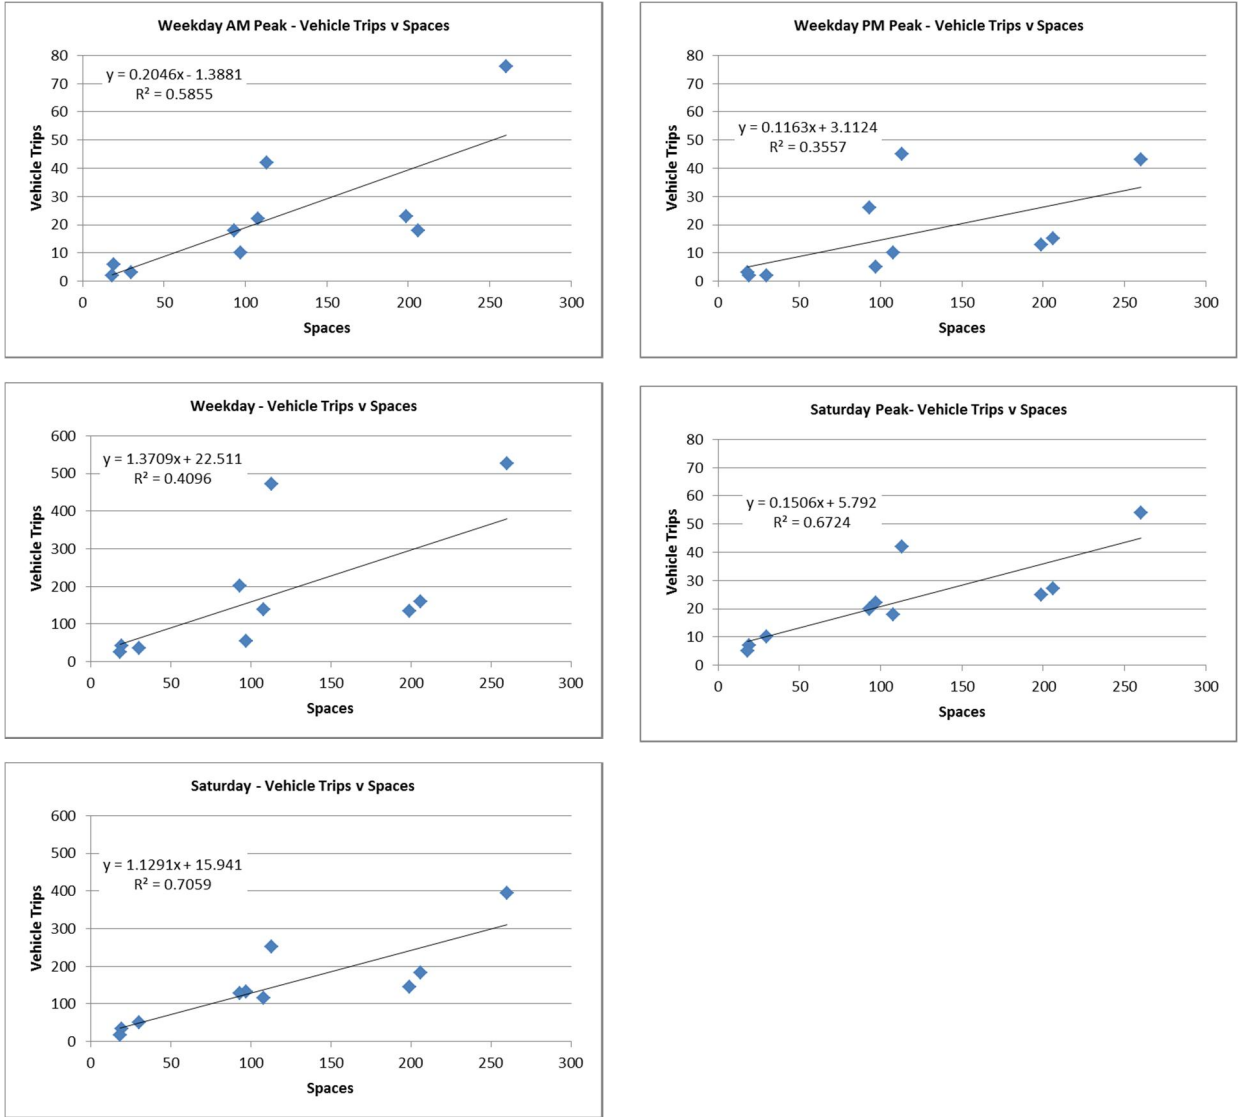 Weekday AM Peak - Vehicle Trips v Spaces
80
70
60
50
40
30
20
10
0
Vehicle Trips
y = 0.2046x - 1.3881
R² = 0.5855
0 50 100 150 200 250 300
Spaces
Weekday PM Peak - Vehicle Trips v Spaces
80
70
60
50
40
30
20
10
0
Vehicle Trips
y = 0.1163x + 3.1124
R² = 0.3557
0 50 100 150 200 250 300
Spaces
Weekday - Vehicle Trips v Spaces
600
500
400
300
200
100
0
Vehicle Trips
y = 1.3709x + 22.511
R² = 0.4096
0 50 100 150 200 250 300
Spaces
Saturday Peak- Vehicle Trips v Spaces
80
70
60
50
40
30
20
10
0
Vehicle Trips
y = 0.1506x + 5.792
R² = 0.6724
0 50 100 150 200 250 300
Spaces
Saturday - Vehicle Trips v Spaces
600
500
400
300
200
100
0
Vehicle Trips
y = 1.1291x + 15.941
R² = 0.7059
0 50 100 150 200 250 300
Spaces